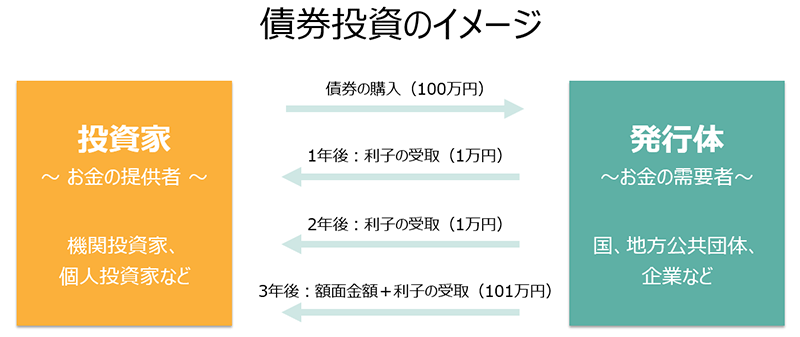 債券投資のイメージ
投資家
～ お金の提供者 ～
機関投資家、
個人投資家など
債券の購入（100万円）
1年後：利子の受取（1万円）
2年後：利子の受取（1万円）
3年後：額面金額＋利子の受取（101万円）
発行体
～お金の需要者～
国、地方公共団体、
企業など